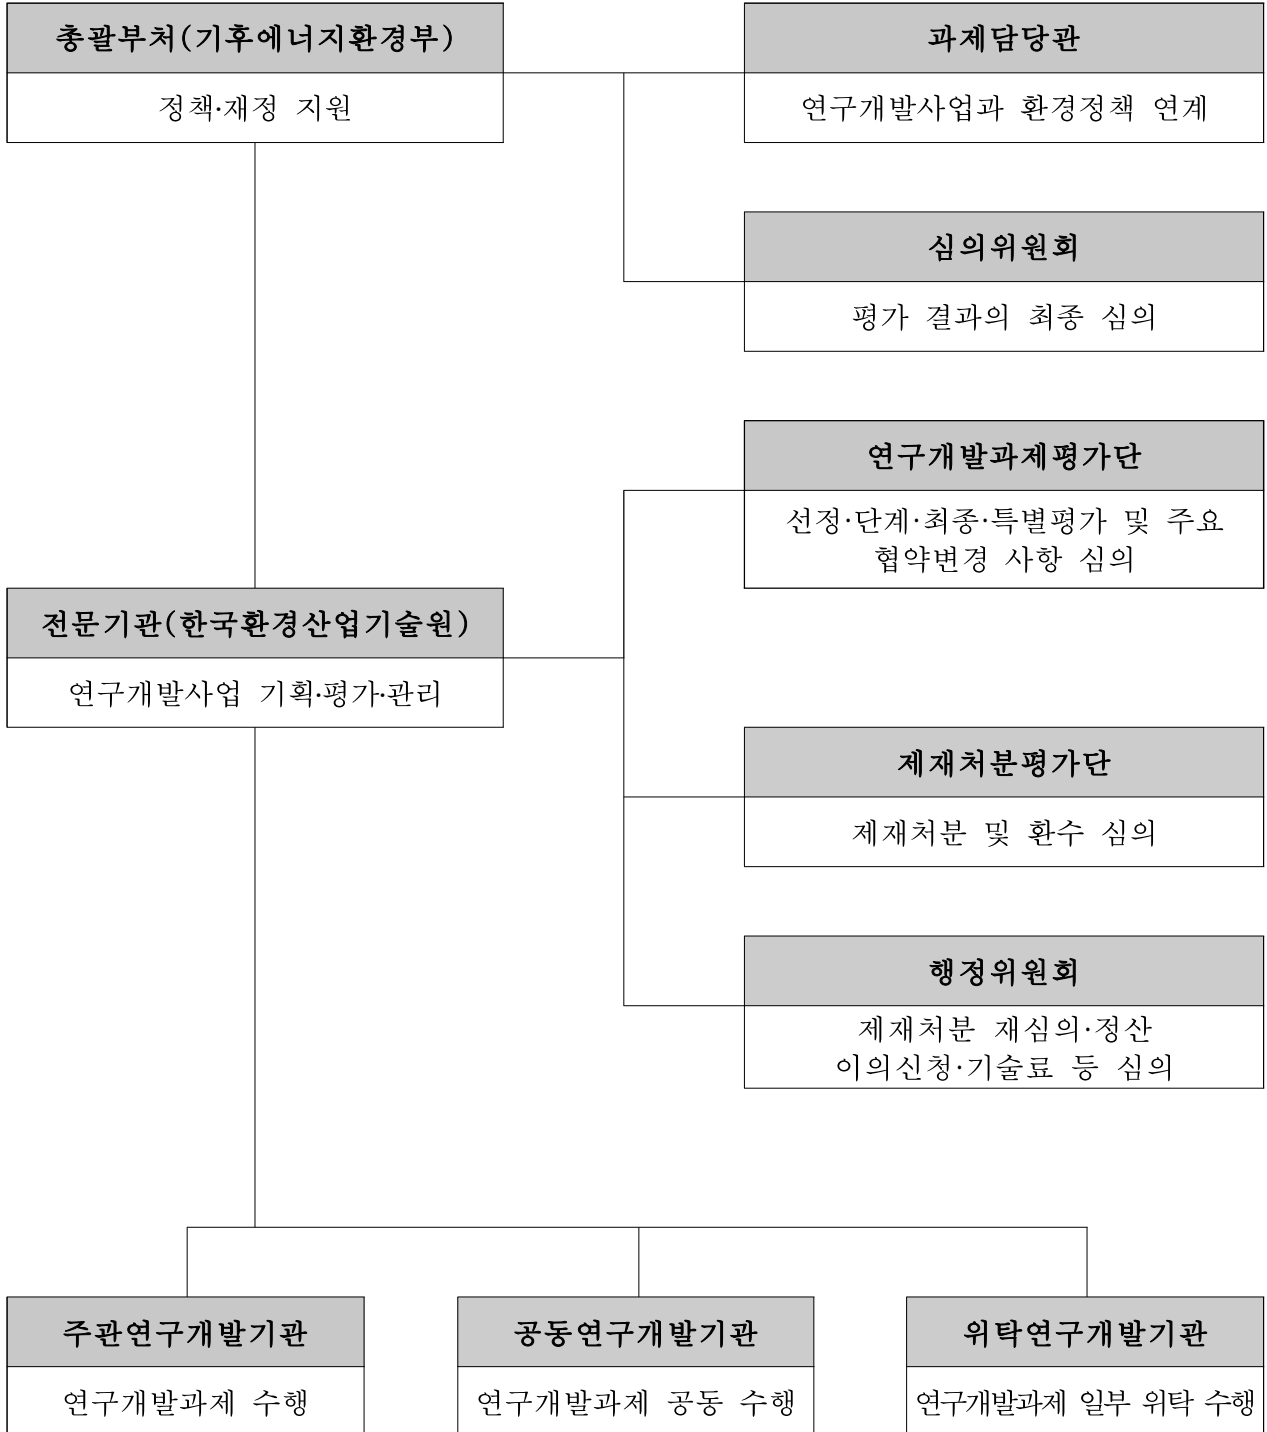 총괄부처(기후에너지환경부)
정책·재정 지원
과제담당관
연구개발사업과 환경정책 연계
심의위원회
평가 결과의 최종 심의
연구개발과제평가단
선정·단계·최종·특별평가 및 주요
협약변경 사항 심의
전문기관(한국환경산업기술원)
연구개발사업 기획·평가·관리
제재처분평가단
제재처분 및 환수 심의
행정위원회
제재처분 재심의·정산
이의신청·기술료 등 심의
주관연구개발기관
연구개발과제 수행
공동연구개발기관
연구개발과제 공동 수행
위탁연구개발기관
연구개발과제 일부 위탁 수행